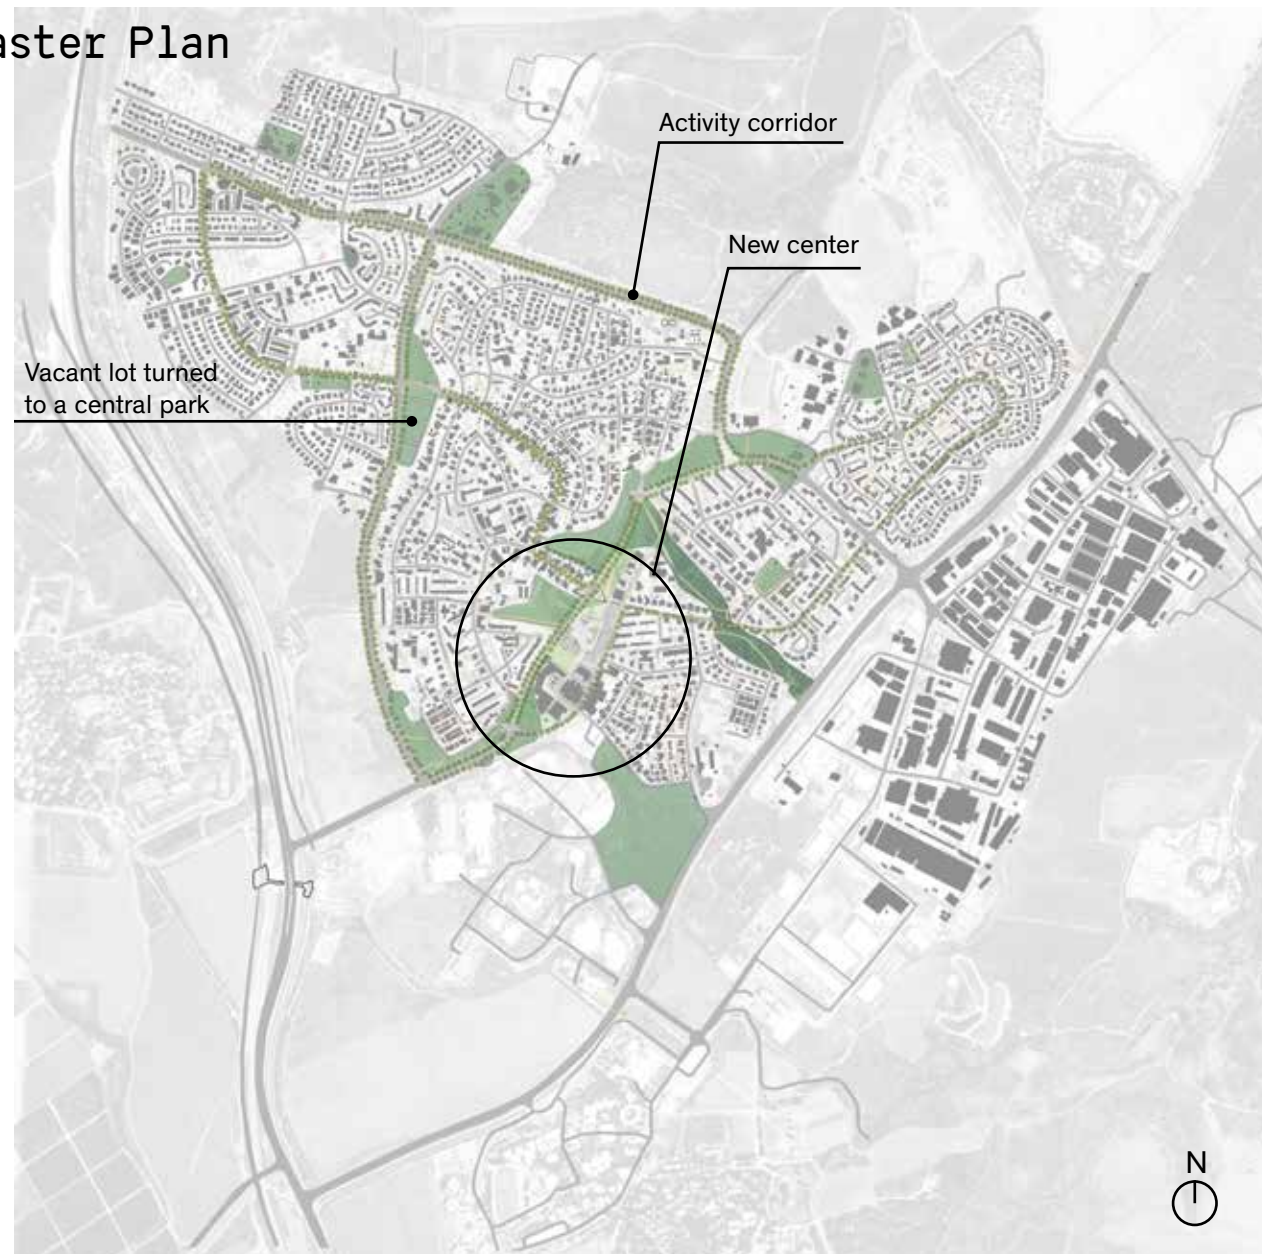 aster Plan
Activity corridor
New center
Vacant lot turned
to a central park
N